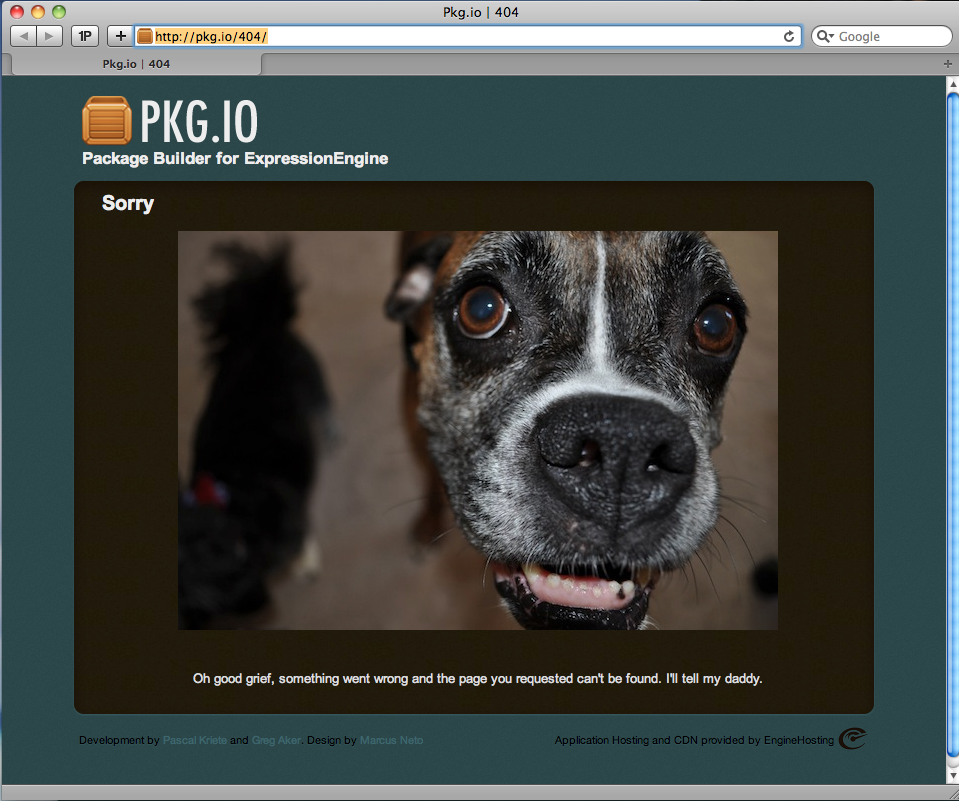 Pkg.io | 404
1P
+
http://pkg.io/404/
Google
Pkg.io | 404
+
PKG.IO
Package Builder for ExpressionEngine
Sorry
Oh good grief, something went wrong and the page you requested can't be found. I'll tell my daddy.
Development by Pascal Kriete and Greg Aker. Design by Marcus Neto
Application Hosting and CDN provided by EngineHosting